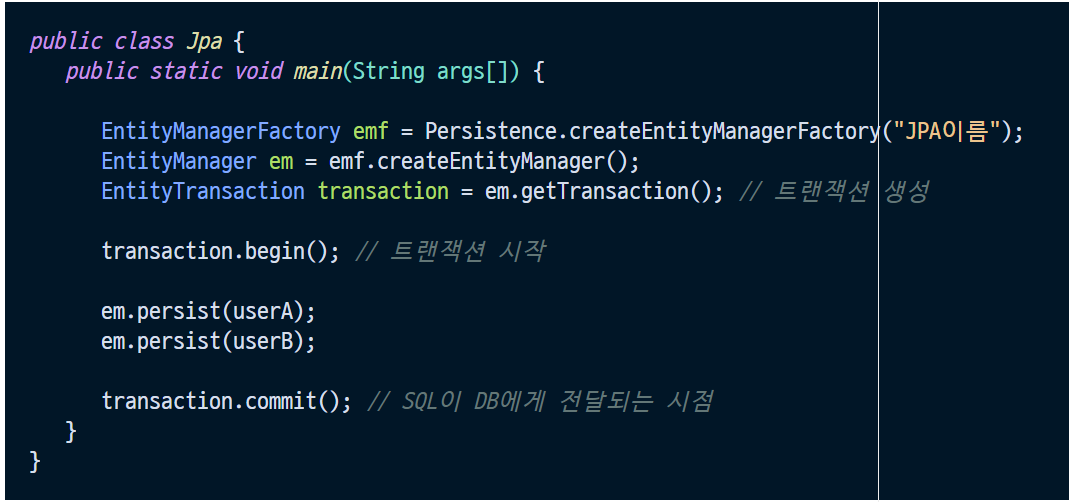 public class Jpa {
public static void main(String args[]) {
EntityManagerFactory emf = Persistence.createEntityManagerFactory("JPA이름");
EntityManager em = emf.createEntityManager();
EntityTransaction transaction = em.getTransaction(); // 트랜잭션 생성
transaction.begin(); // 트랜잭션 시작
em.persist(userA);
em.persist(userB);
transaction.commit(); // SQL이 DB에게 전달되는 시점
}
}